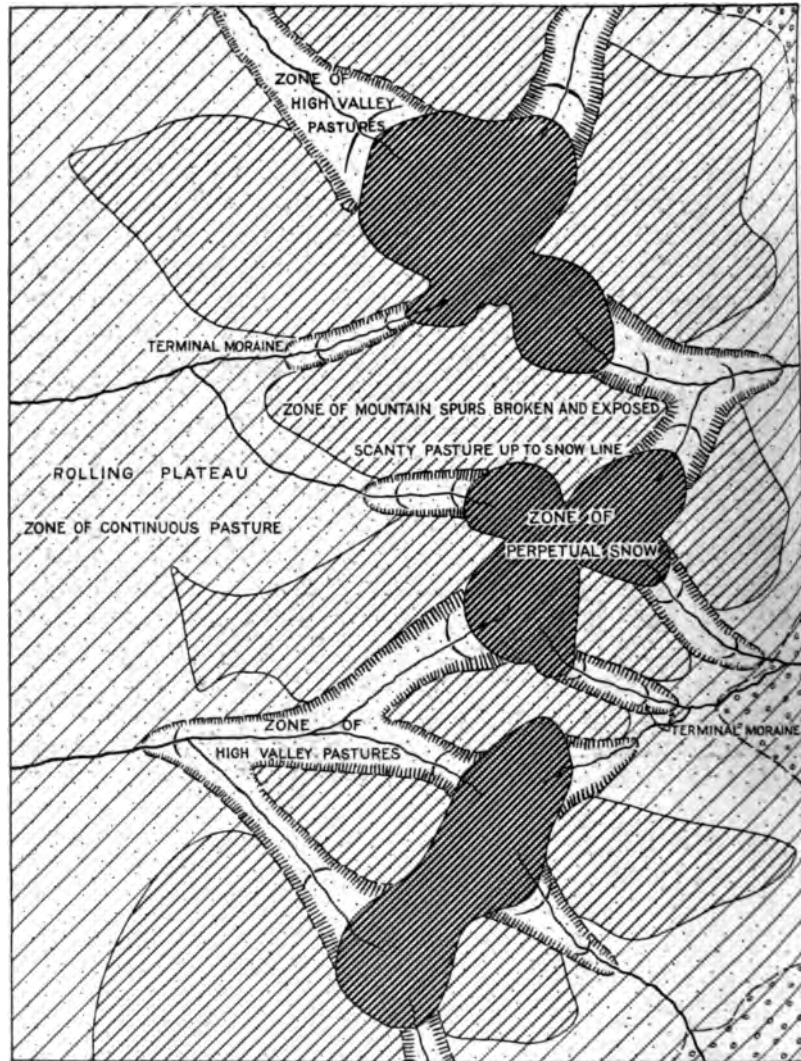 ZONE OF
HIGH VALLEY
PASTURES
TERMINAL MORAINE
ZONE OF MOUNTAIN SPURS BROKEN AND EXPOSED
SCANTY PASTURE UP TO SNOW LINE
ROLLING PLATEAU
ZONE OF CONTINUOUS PASTURE
ZONE OF
PERPETUAL SNOW
ZONE OF
HIGH VALLEY PASTURES
TERMINAL MORAINE